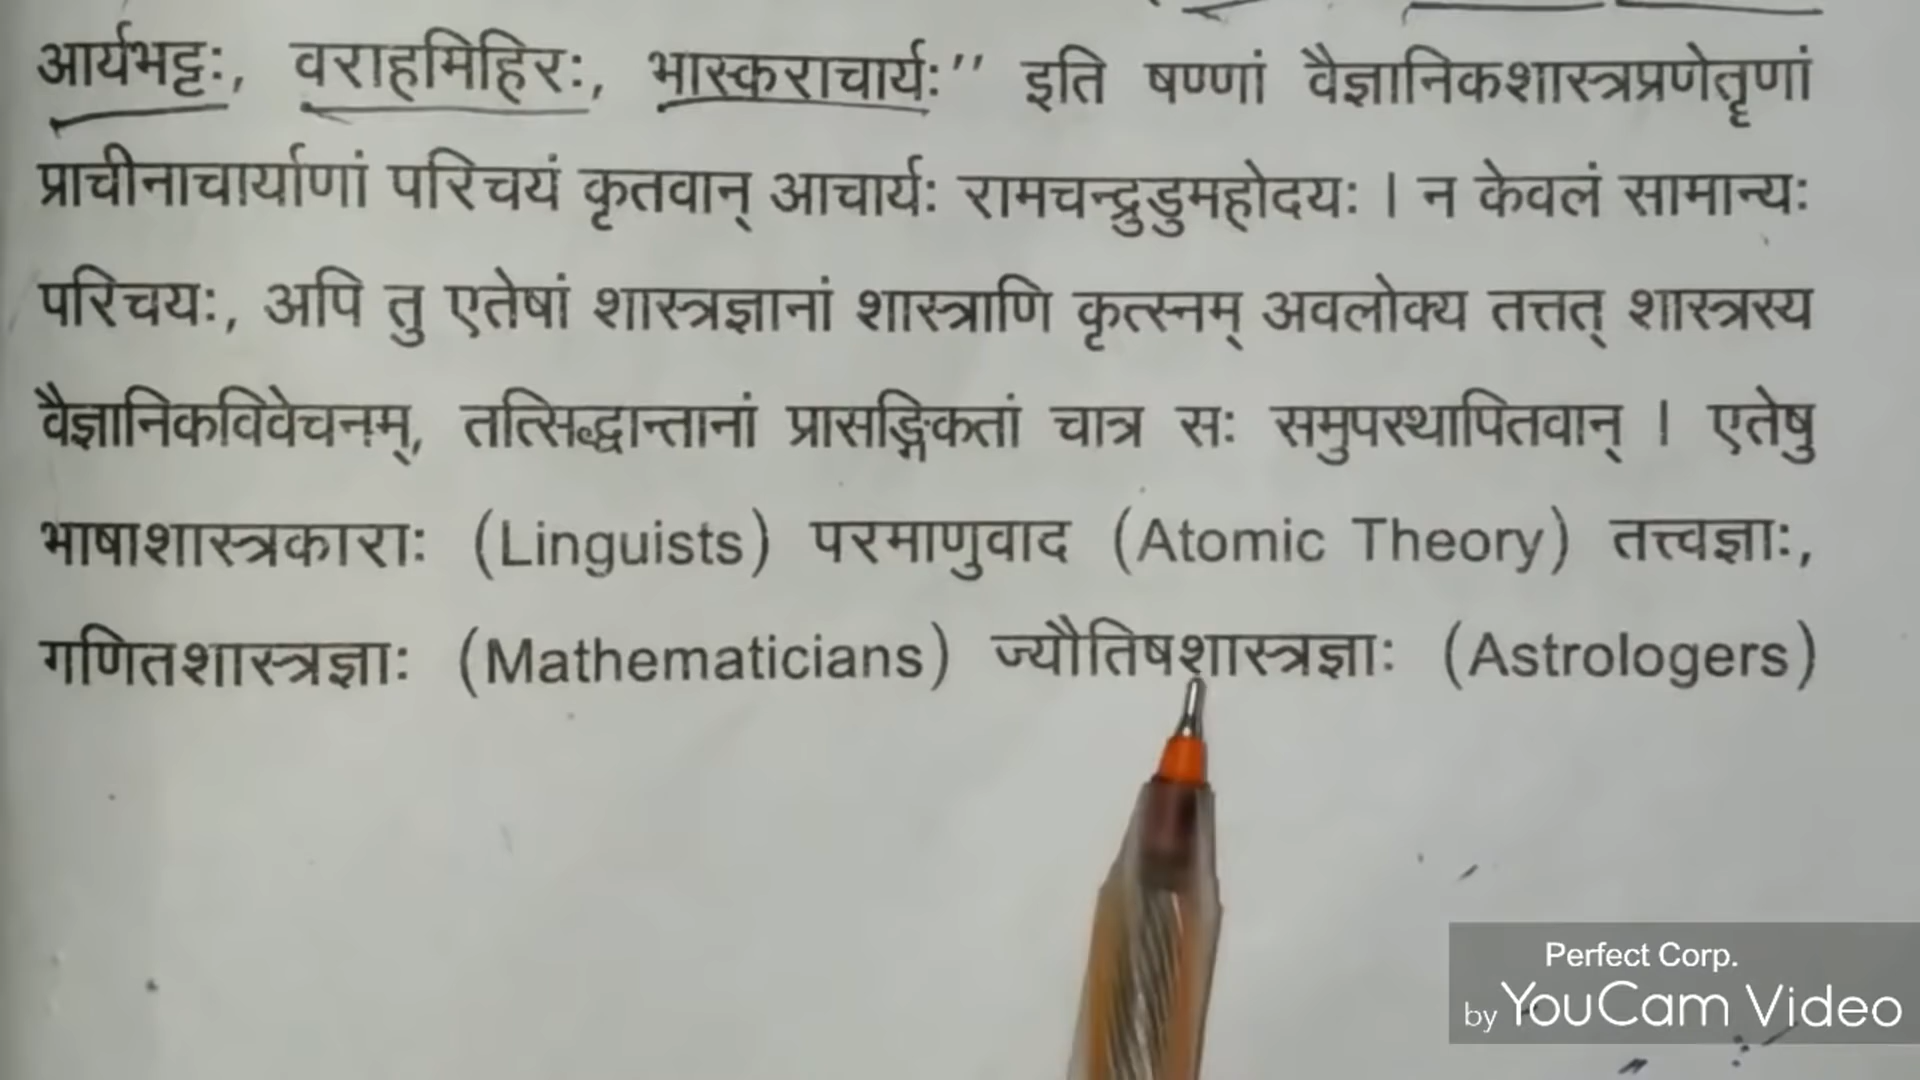 आर्यभट्टः, वराहमिहिरः, भास्कराचार्यः’’ इति षण्णां वैज्ञानिकशास्त्रप्रणेतॄणां
प्राचीनाचार्याणां परिचयं कृतवान् आचार्यः रामचन्द्रुडुमहोदयः । न केवलं सामान्यः
परिचयः, अपि तु एतेषां शास्त्रज्ञानां शास्त्राणि कृत्स्नम् अवलोक्य तत्तत् शास्त्रस्य
वैज्ञानिकविवेचनम्, तत्सिद्धान्तानां प्रासङ्गिकतां चात्र सः समुपस्थापितवान् । एतेषु
भाषाशास्त्रकाराः (Linguists) परमाणुवाद (Atomic Theory) तत्त्वज्ञाः,
गणितशास्त्रज्ञाः (Mathematicians) ज्यौतिषशास्त्रज्ञाः (Astrologers)
Perfect Corp.
by YouCam Video